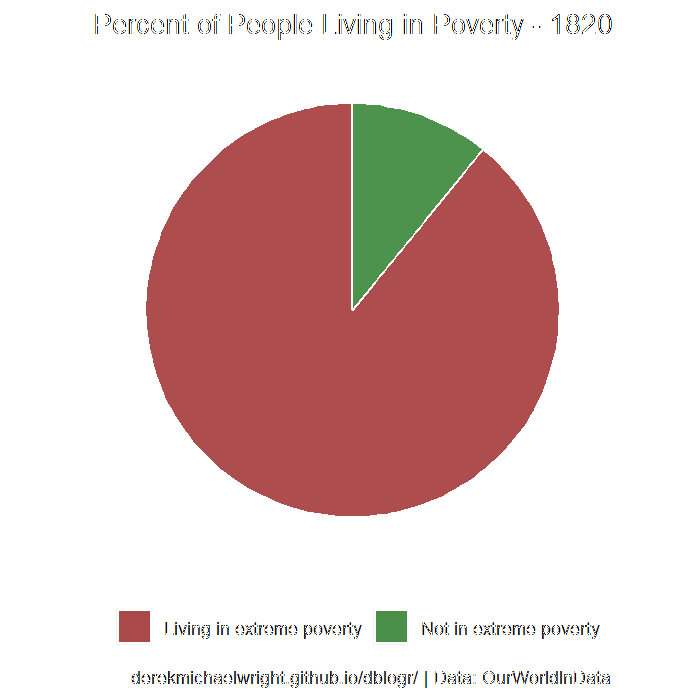 Percent of People Living in Poverty - 1820
Living in extreme poverty
Not in extreme poverty
derekmichaelwright.github.io/dblogr/ | Data: OurWorldInData